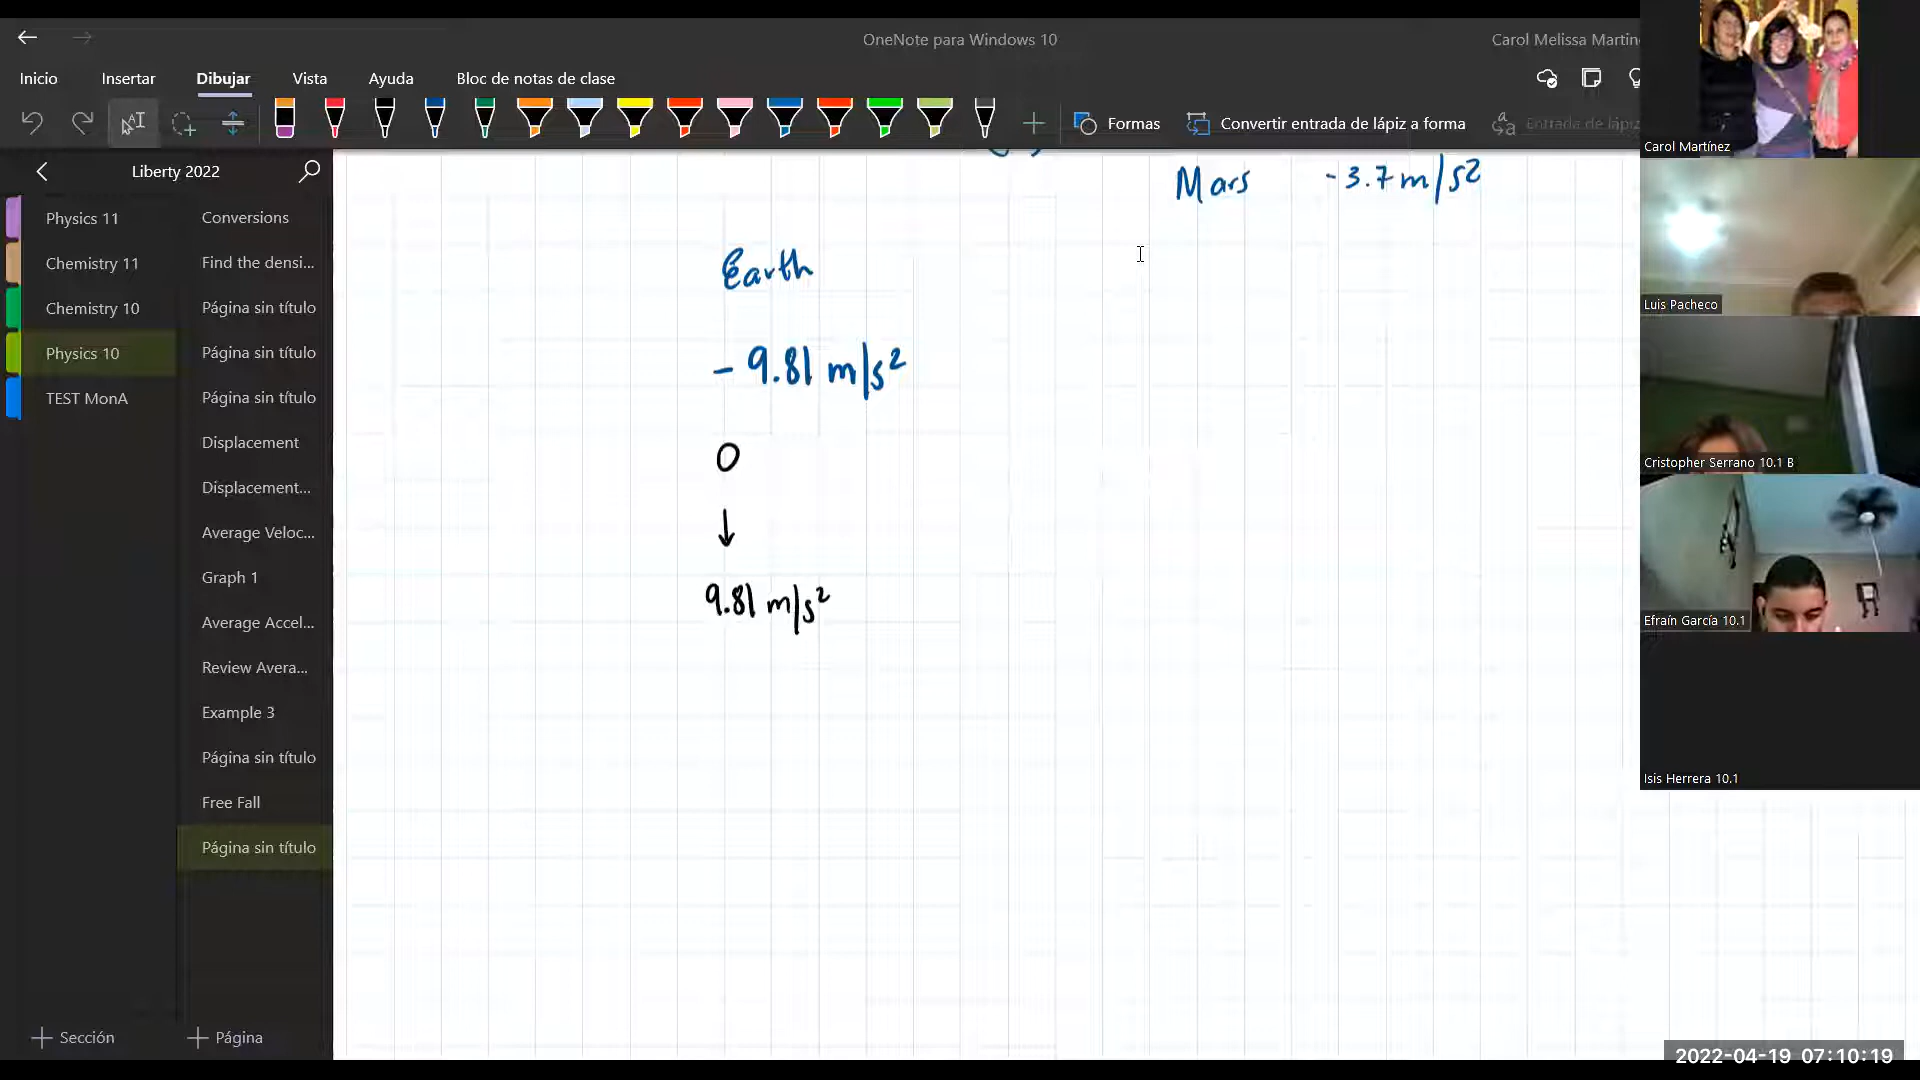 OneNote para Windows 10
Carol Melissa Martin
Inicio
Insertar
Dibujar
Vista
Ayuda
Bloc de notas de clase
Formas
Convertir entrada de lápiz a forma
Entrada de lápiz
Liberty 2022
Physics 11
Chemistry 11
Chemistry 10
Physics 10
TEST MonA
Conversions
Find the densi...
Página sin título
Página sin título
Página sin título
Displacement
Displacement...
Average Veloc...
Graph 1
Average Accel...
Review Avera...
Example 3
Página sin título
Free Fall
Página sin título
Sección
Página
Mars -3.7 m/s2
Earth
- 9.81 m/s2
0
↓
9.81 m/s2
Carol Martínez
Luis Pacheco
Cristopher Serrano 10.1 B
Efraín García 10.1
Isis Herrera 10.1
2022-04-19 07:10:19